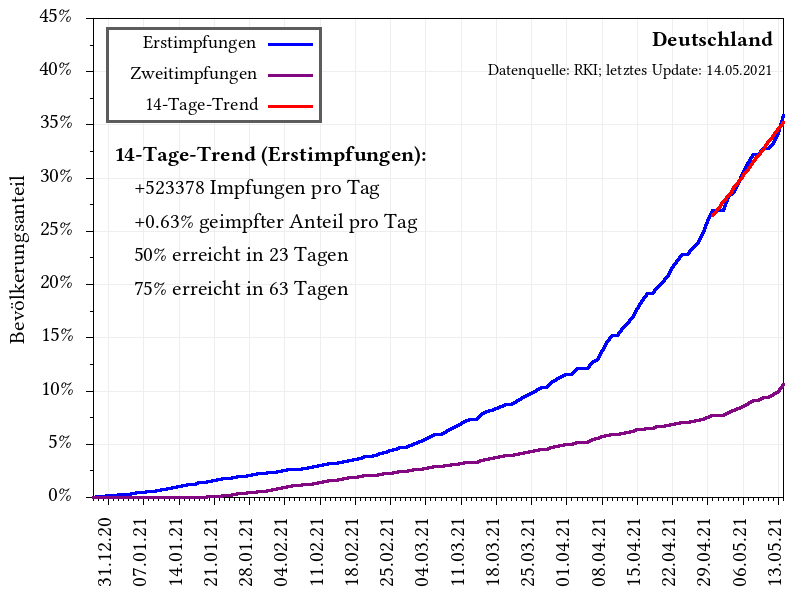 45%
40%
35%
30%
25%
20%
15%
10%
5%
0%
Bevölkerungsanteil
Erstimpfungen
Zweitimpfungen
14-Tage-Trend
Deutschland
Datenquelle: RKI; letztes Update: 14.05.2021
14-Tage-Trend (Erstimpfungen):
+523378 Impfungen pro Tag
+0.63% geimpfter Anteil pro Tag
50% erreicht in 23 Tagen
75% erreicht in 63 Tagen
31.12.20
07.01.21
14.01.21
21.01.21
28.01.21
04.02.21
11.02.21
18.02.21
25.02.21
04.03.21
11.03.21
18.03.21
25.03.21
01.04.21
08.04.21
15.04.21
22.04.21
29.04.21
06.05.21
13.05.21